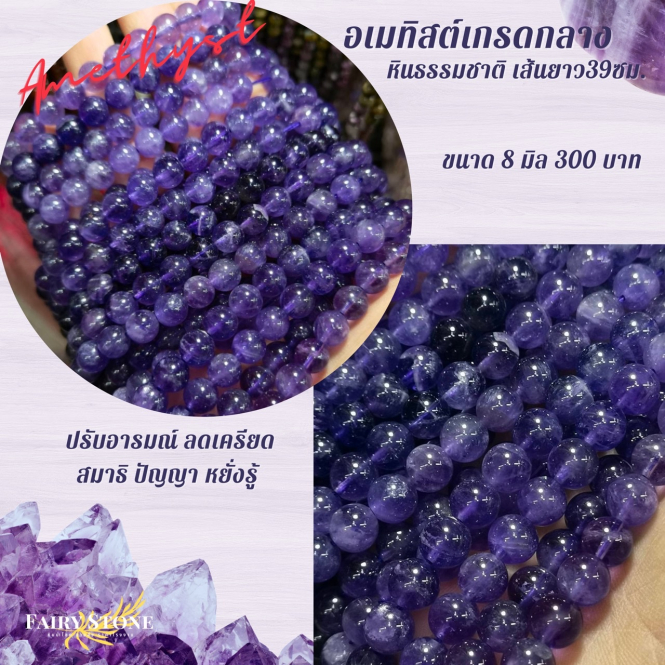 Amethyst
อเมทิสต์เกรดกลาง
หินธรรมชาติ เส้นยาว39ซม.
ขนาด 8 มิล 300 บาท
ปรับอารมณ์ ลดเครียด
สมาธิ ปัญญา หยั่งรู้
FAIRY STONE